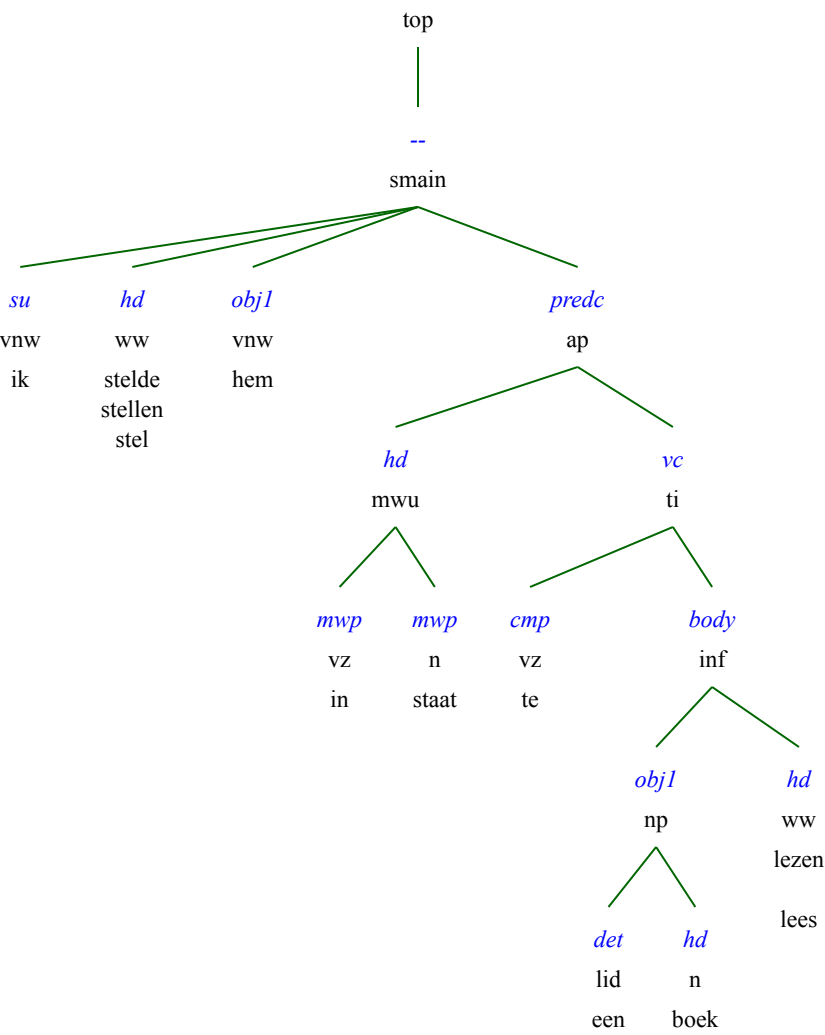 top
--
smain
su hd obj1 predc
vnw ww vnw ap
ik stelde hem
stellen
stel
hd vc
mwu ti
mwp mwp cmp body
vz n vz inf
in staat te
obj1 hd
np ww
lezen
lees
det hd
lid n
een boek